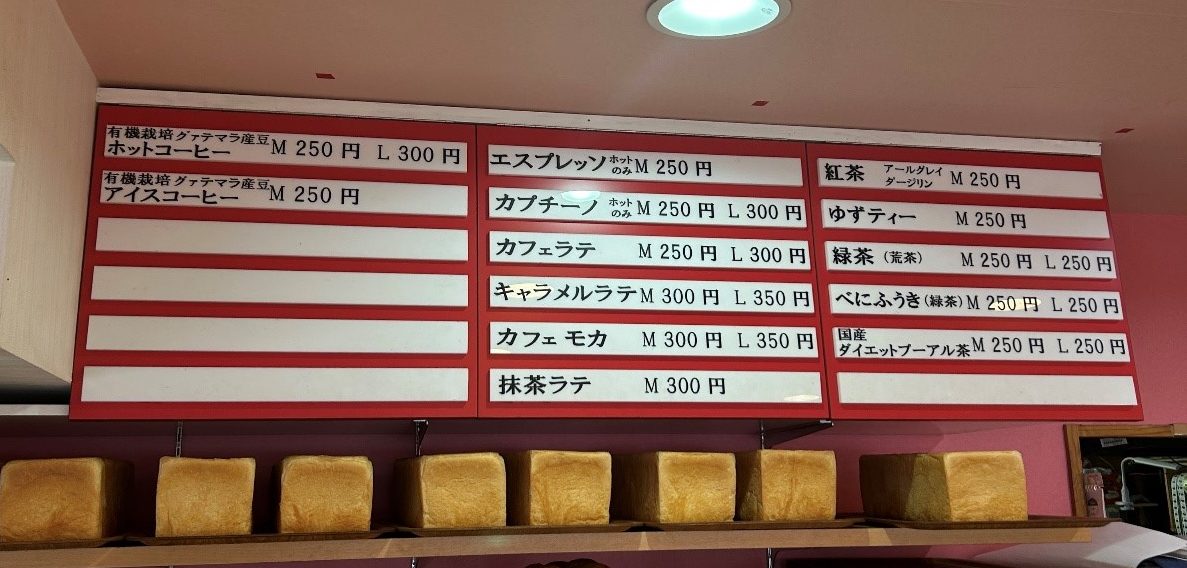 有機栽培グァテマラ産豆
ホットコーヒー M 250 円 L 300 円
有機栽培グァテマラ産豆
アイスコーヒー M 250 円
エスプレッソ ホットのみ M 250 円
カプチーノ ホットのみ M 250 円 L 300 円
カフェラテ M 250 円 L 300 円
キャラメルラテ M 300 円 L 350 円
カフェモカ M 300 円 L 350 円
抹茶ラテ M 300 円
紅茶 アールグレイ ダージリン M 250 円
ゆずティー M 250 円
緑茶 (荒茶) M 250 円 L 250 円
べにふうき (緑茶) M 250 円 L 250 円
国産
ダイエットプーアル茶 M 250 円 L 250 円